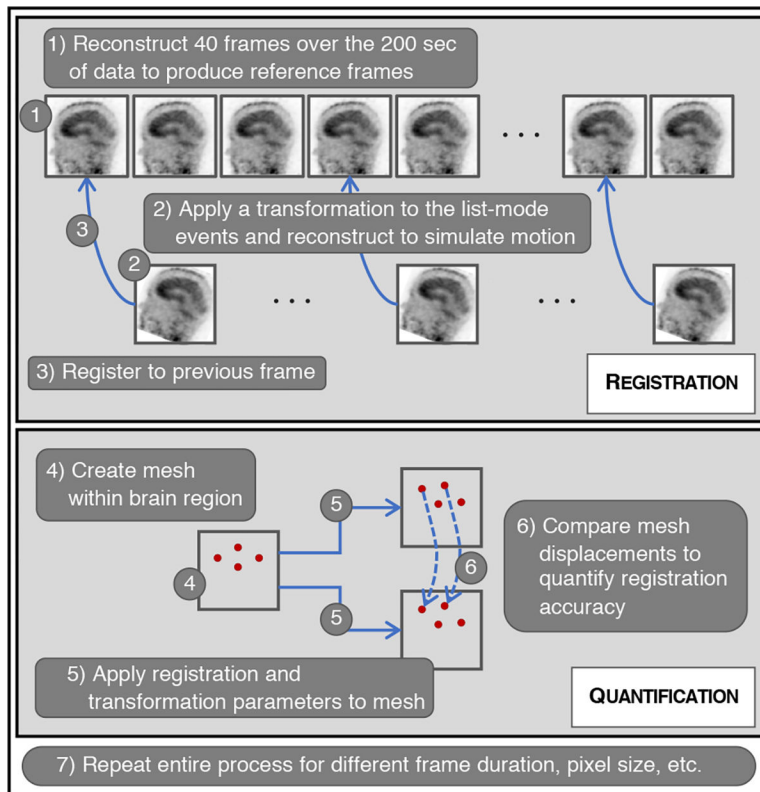 1) Reconstruct 40 frames over the 200 sec
of data to produce reference frames
1
. . .
2) Apply a transformation to the list-mode
events and reconstruct to simulate motion
3
2
. . .
. . .
3) Register to previous frame
REGISTRATION
4) Create mesh
within brain region
5
6) Compare mesh
displacements to
quantify registration
accuracy
4
6
5
5) Apply registration and
transformation parameters to mesh
QUANTIFICATION
7) Repeat entire process for different frame duration, pixel size, etc.